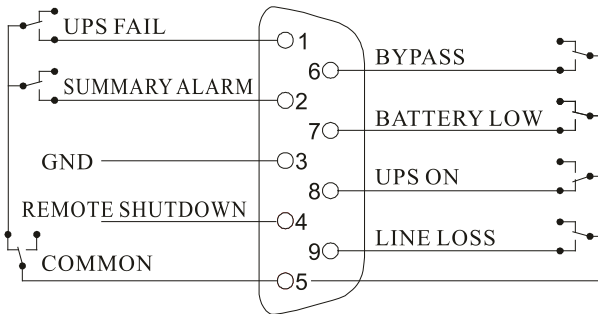 UPS FAIL 1
6 BYPASS
SUMMARY ALARM 2
7 BATTERY LOW
GND 3
8 UPS ON
REMOTE SHUTDOWN 4
9 LINE LOSS
COMMON 5